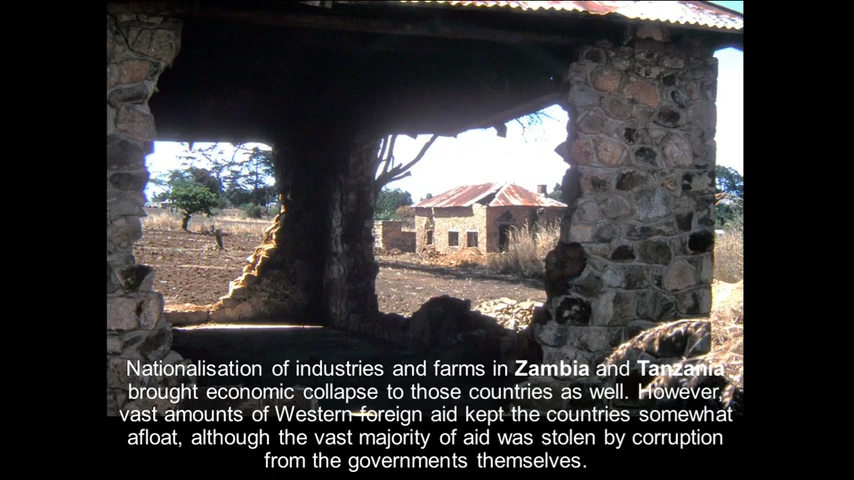 Nationalisation of industries and farms in Zambia and Tanzania
brought economic collapse to those countries as well. However,
vast amounts of Western foreign aid kept the countries somewhat
afloat, although the vast majority of aid was stolen by corruption
from the governments themselves.